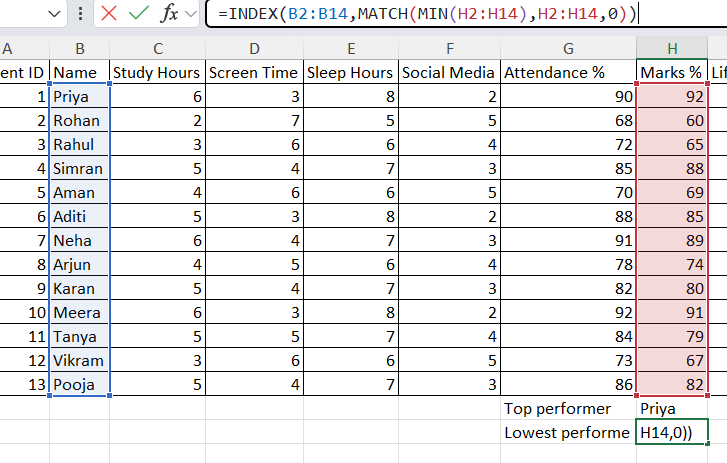 fx =INDEX(B2:B14,MATCH(MIN(H2:H14),H2:H14,0))
A B C D E F G H
ent ID Name Study Hours Screen Time Sleep Hours Social Media Attendance % Marks % Lif
1 Priya 6 3 8 2 90 92
2 Rohan 2 7 5 5 68 60
3 Rahul 3 6 6 4 72 65
4 Simran 5 4 7 3 85 88
5 Aman 4 6 6 5 70 69
6 Aditi 5 3 8 2 88 85
7 Neha 6 4 7 3 91 89
8 Arjun 4 5 6 4 78 74
9 Karan 5 4 7 3 82 80
10 Meera 6 3 8 2 92 91
11 Tanya 5 5 7 4 84 79
12 Vikram 3 6 6 5 73 67
13 Pooja 5 4 7 3 86 82
Top performer Priya
Lowest performe H14,0))